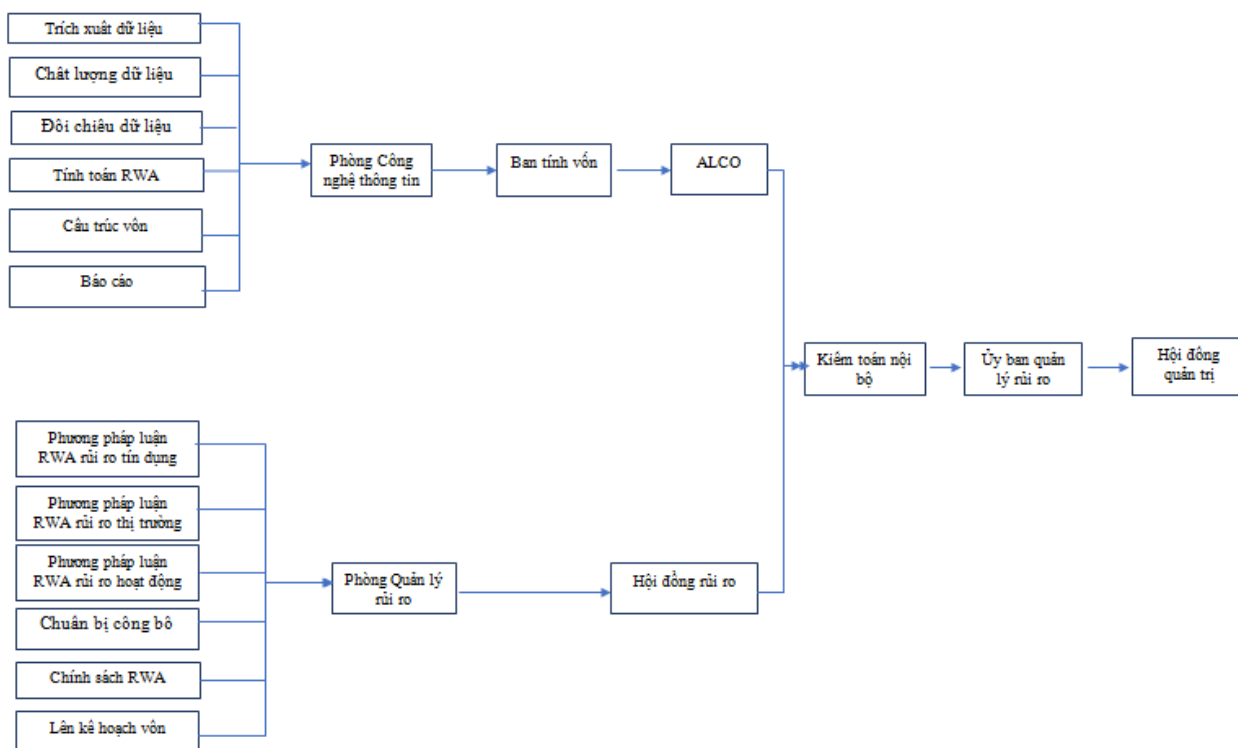 Trích xuất dữ liệu
Chất lượng dữ liệu
Đối chiếu dữ liệu
Tính toán RWA
Cấu trúc vốn
Báo cáo
Phòng Công
nghệ thông tin
Ban tính vốn
ALCO
Kiểm toán nội
bộ
Ủy ban quản
lý rủi ro
Hội đồng
quản trị
Phương pháp luận
RWA rủi ro tín dụng
Phương pháp luận
RWA rủi ro thị trường
Phương pháp luận
RWA rủi ro hoạt động
Chuẩn bị công bố
Chính sách RWA
Lên kế hoạch vốn
Phòng Quản lý
rủi ro
Hội đồng rủi ro